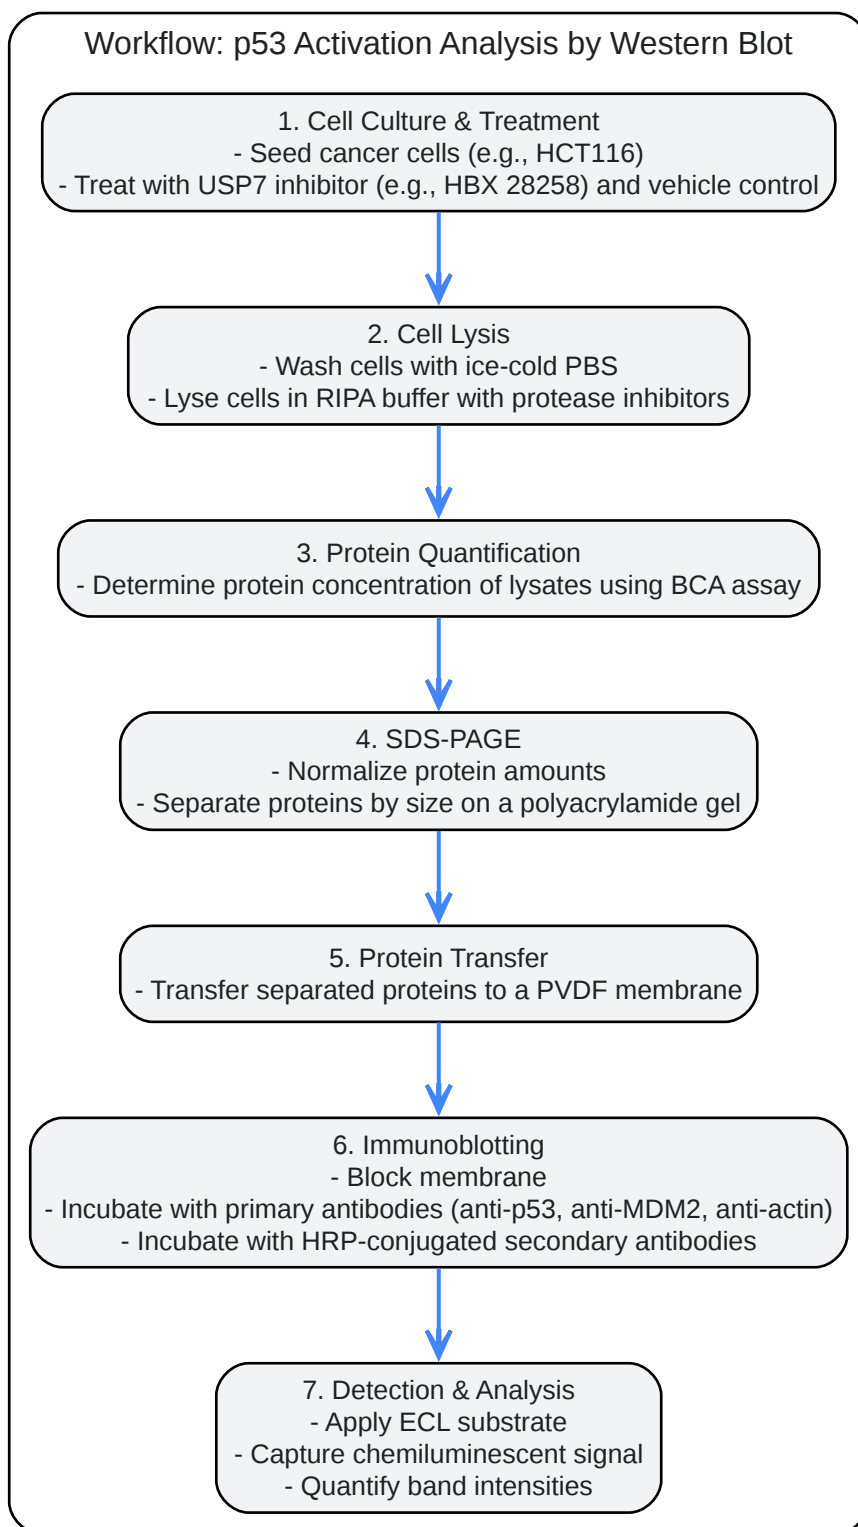 Workflow: p53 Activation Analysis by Western Blot
1. Cell Culture & Treatment
- Seed cancer cells (e.g., HCT116)
- Treat with USP7 inhibitor (e.g., HBX 28258) and vehicle control
2. Cell Lysis
- Wash cells with ice-cold PBS
- Lyse cells in RIPA buffer with protease inhibitors
3. Protein Quantification
- Determine protein concentration of lysates using BCA assay
4. SDS-PAGE
- Normalize protein amounts
- Separate proteins by size on a polyacrylamide gel
5. Protein Transfer
- Transfer separated proteins to a PVDF membrane
6. Immunoblotting
- Block membrane
- Incubate with primary antibodies (anti-p53, anti-MDM2, anti-actin)
- Incubate with HRP-conjugated secondary antibodies
7. Detection & Analysis
- Apply ECL substrate
- Capture chemiluminescent signal
- Quantify band intensities